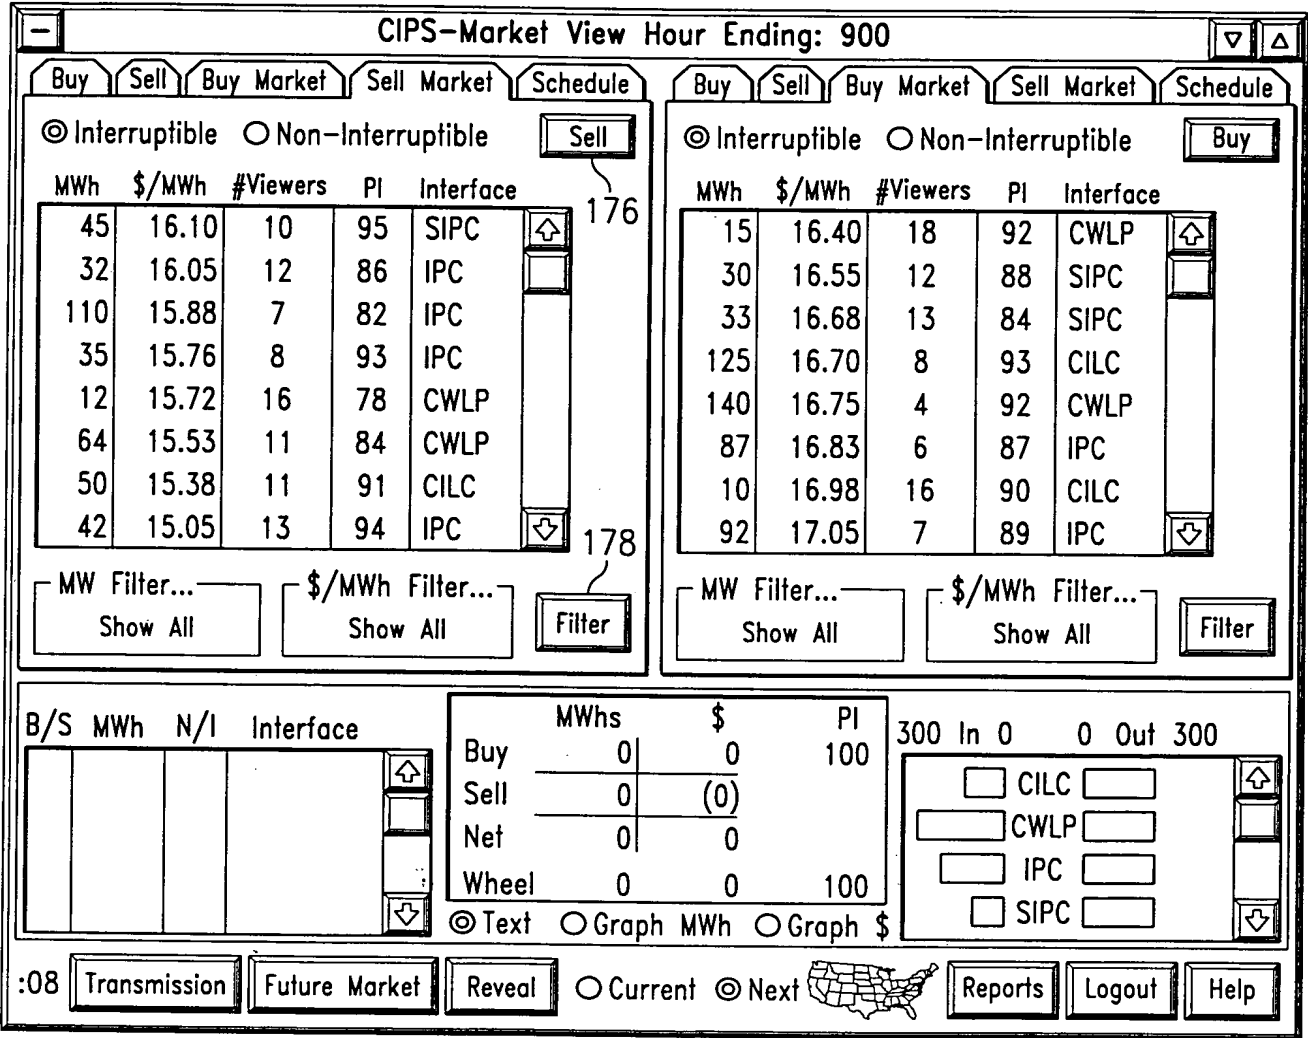 CIPS-Market View Hour Ending: 900
Buy Sell Buy Market Sell Market Schedule
Interruptible Non-Interruptible Sell
176
MWh $/MWh #Viewers PI Interface
45 16.10 10 95 SIPC
32 16.05 12 86 IPC
110 15.88 7 82 IPC
35 15.76 8 93 IPC
12 15.72 16 78 CWLP
64 15.53 11 84 CWLP
50 15.38 11 91 CILC
42 15.05 13 94 IPC
178
MW Filter... $/MWh Filter...
Show All Show All Filter
Buy Sell Buy Market Sell Market Schedule
Interruptible Non-Interruptible Buy
MWh $/MWh #Viewers PI Interface
15 16.40 18 92 CWLP
30 16.55 12 88 SIPC
33 16.68 13 84 SIPC
125 16.70 8 93 CILC
140 16.75 4 92 CWLP
87 16.83 6 87 IPC
10 16.98 16 90 CILC
92 17.05 7 89 IPC
MW Filter... $/MWh Filter...
Show All Show All Filter
B/S MWh N/I Interface
MWhs $ PI
Buy 0 0 100
Sell 0 (0)
Net 0 0
Wheel 0 0 100
Text Graph MWh Graph $
300 In 0 0 Out 300
CILC
CWLP
IPC
SIPC
:08 Transmission Future Market Reveal Current Next Reports Logout Help